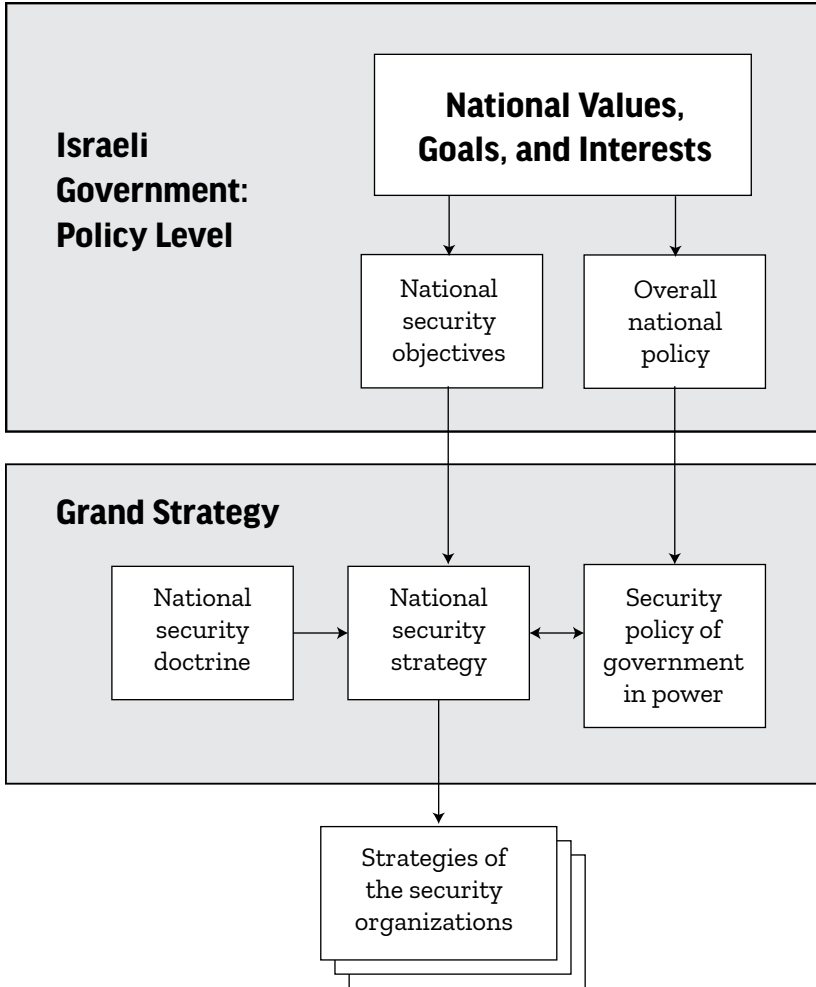 Israeli
Government:
Policy Level
National Values,
Goals, and Interests
National
security
objectives
Overall
national
policy
Grand Strategy
National
security
doctrine
National
security
strategy
Security
policy of
government
in power
Strategies of
the security
organizations